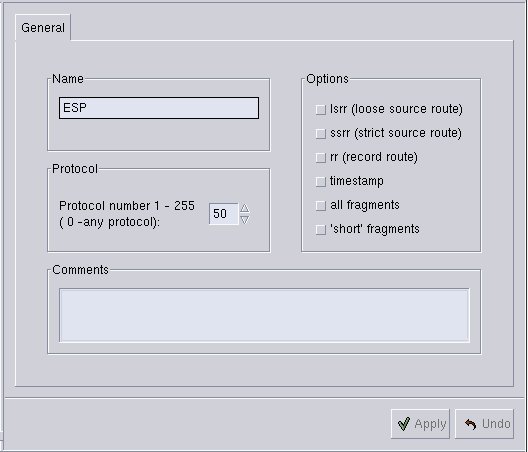 General
Name
ESP
Protocol
Protocol number 1 - 255
( 0 -any protocol):
50
Options
lsrr (loose source route)
ssrr (strict source route)
rr (record route)
timestamp
all fragments
'short' fragments
Comments
Apply
Undo